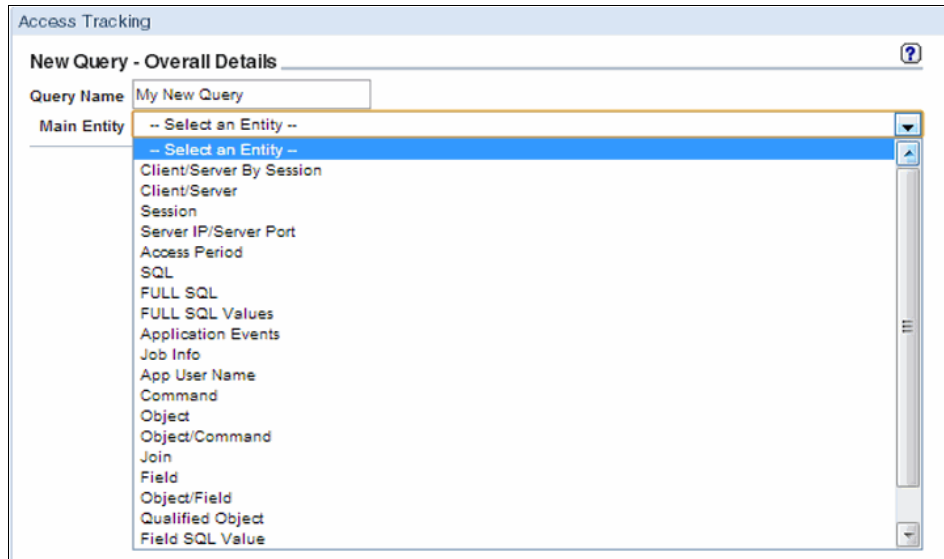 Access Tracking
New Query - Overall Details
?
Query Name My New Query
Main Entity -- Select an Entity --
-- Select an Entity --
Client/Server By Session
Client/Server
Session
Server IP/Server Port
Access Period
SQL
FULL SQL
FULL SQL Values
Application Events
Job Info
App User Name
Command
Object
Object/Command
Join
Field
Object/Field
Qualified Object
Field SQL Value